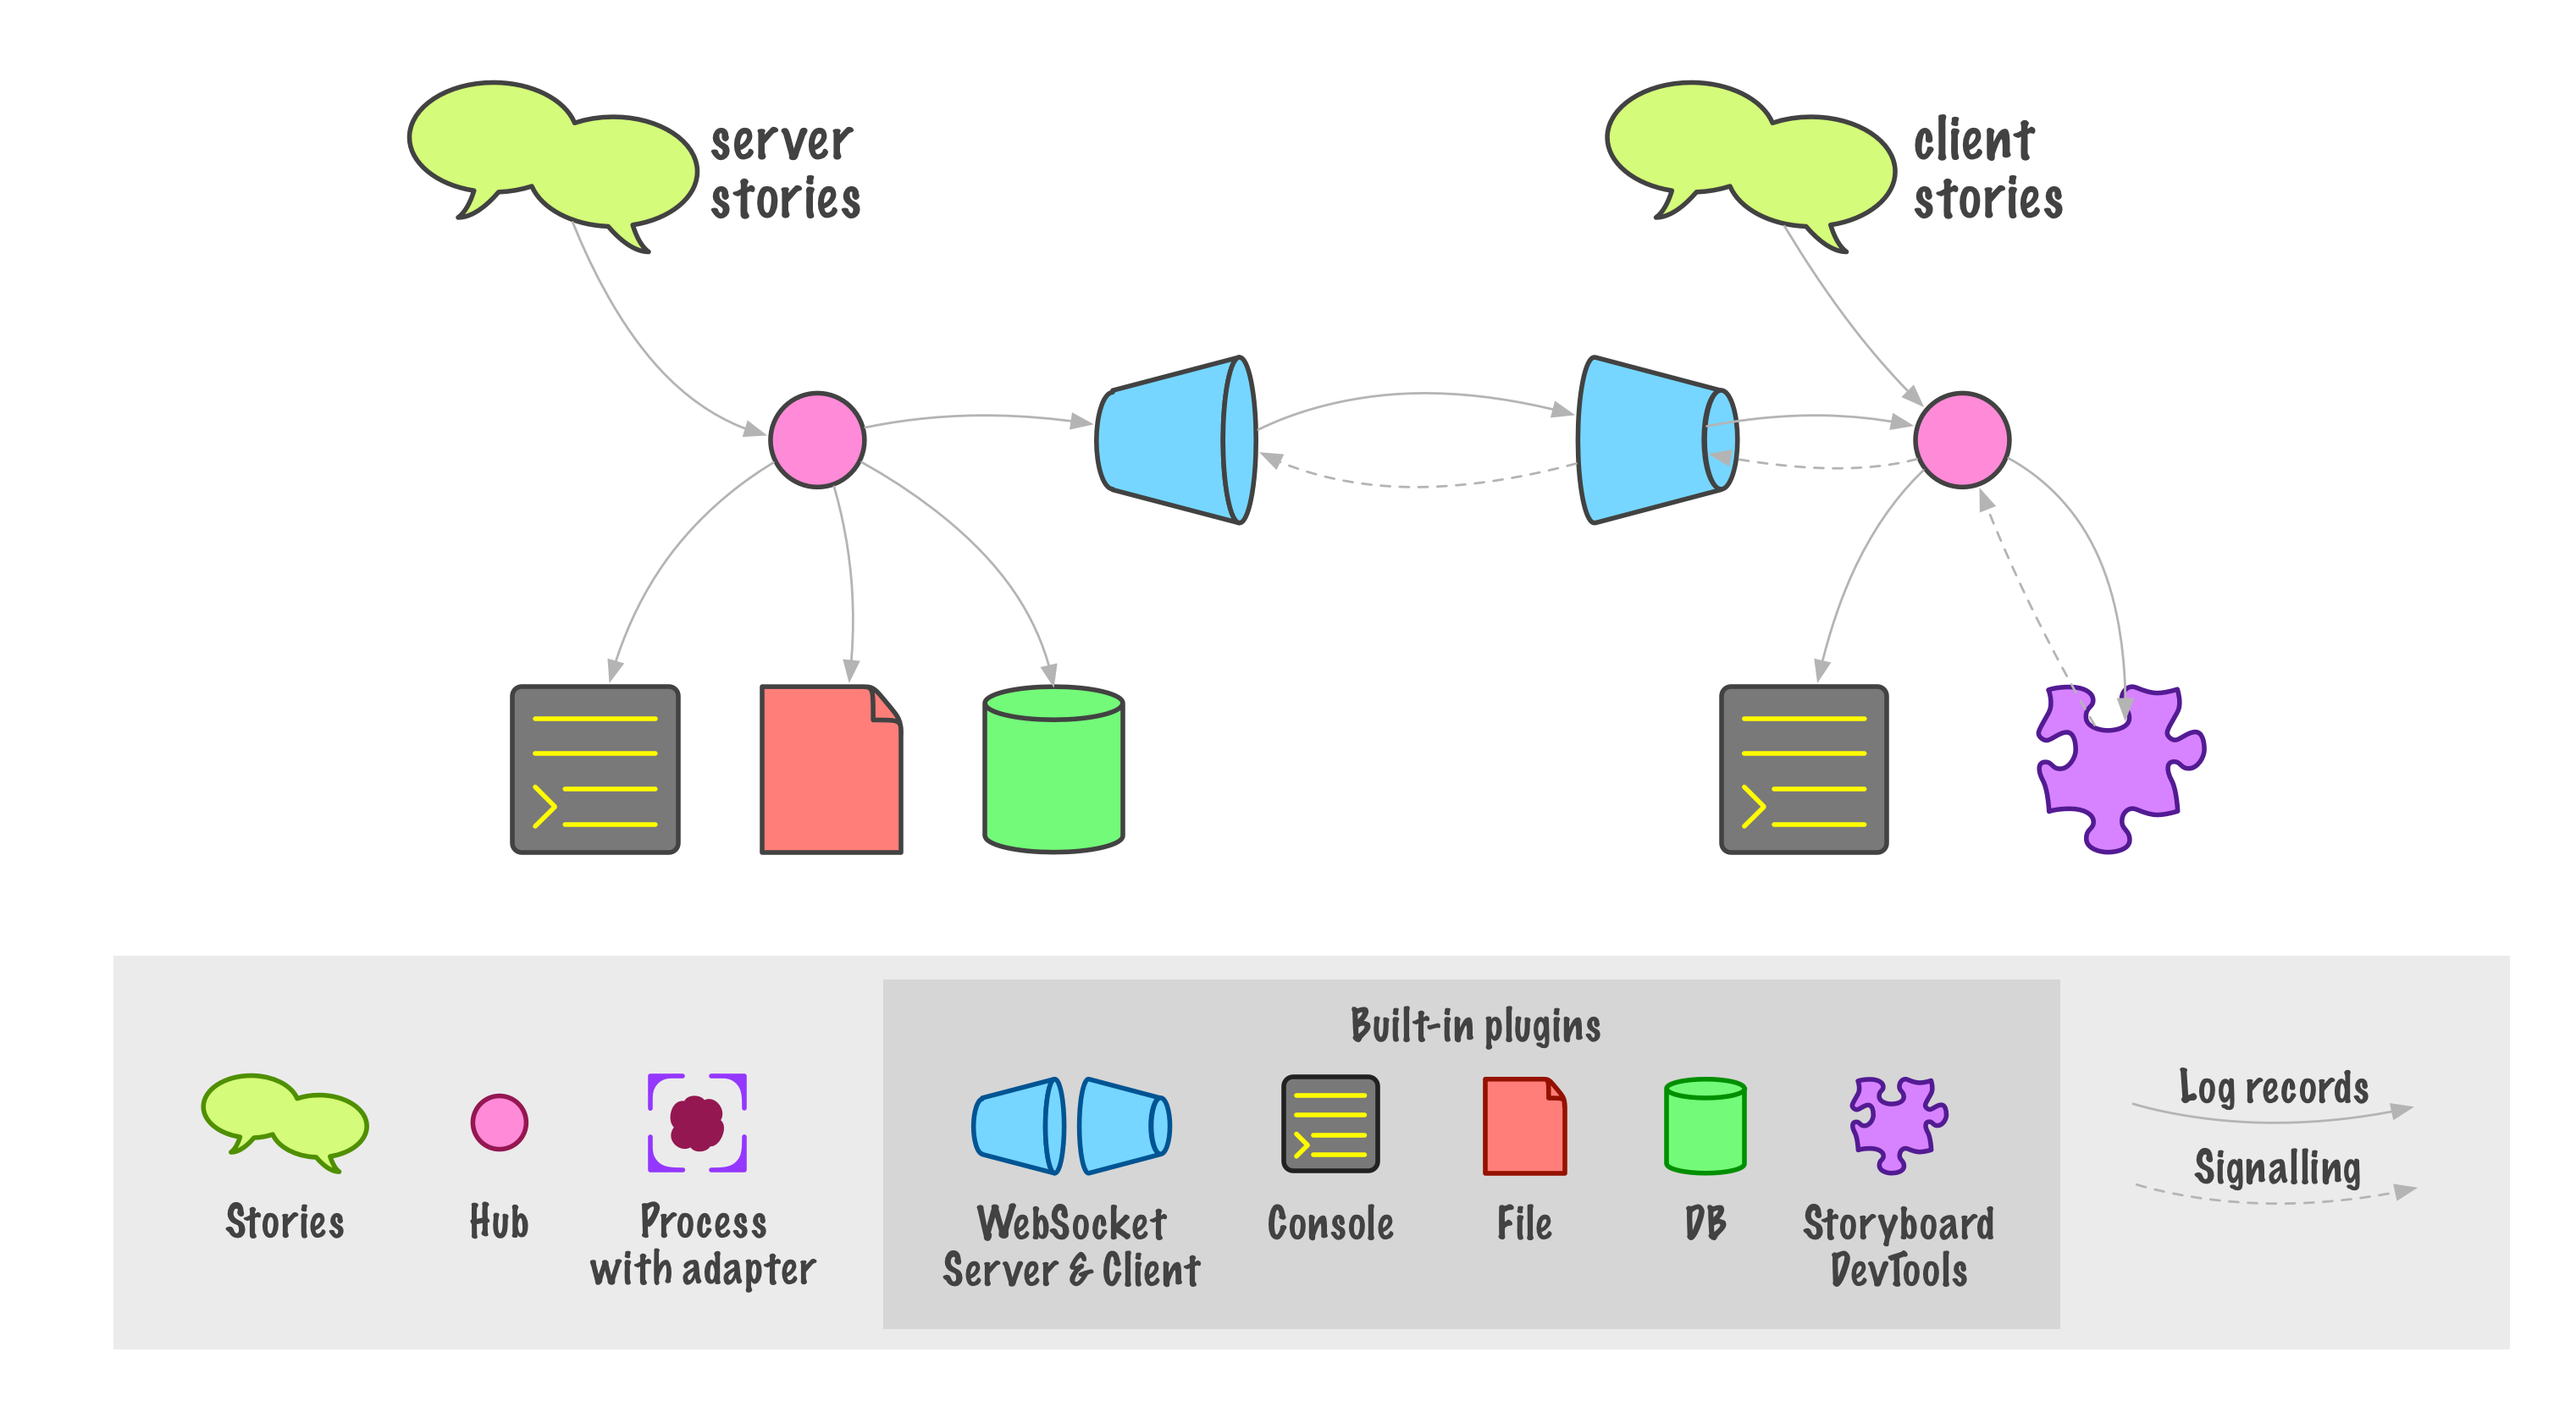 server
stories
client
stories
Built-in plugins
Stories
Hub
Process
with adapter
WebSocket
Server & Client
Console
File
DB
Storyboard
DevTools
Log records
Signalling